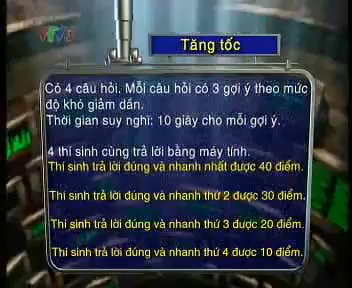 VTV3
Tăng tốc
Có 4 câu hỏi. Mỗi câu hỏi có 3 gợi ý theo mức
độ khó giảm dần.
Thời gian suy nghĩ: 10 giây cho mỗi gợi ý.
4 thí sinh cùng trả lời bằng máy tính.
Thí sinh trả lời đúng và nhanh nhất được 40 điểm.
Thí sinh trả lời đúng và nhanh thứ 2 được 30 điểm.
Thí sinh trả lời đúng và nhanh thứ 3 được 20 điểm.
Thí sinh trả lời đúng và nhanh thứ 4 được 10 điểm.